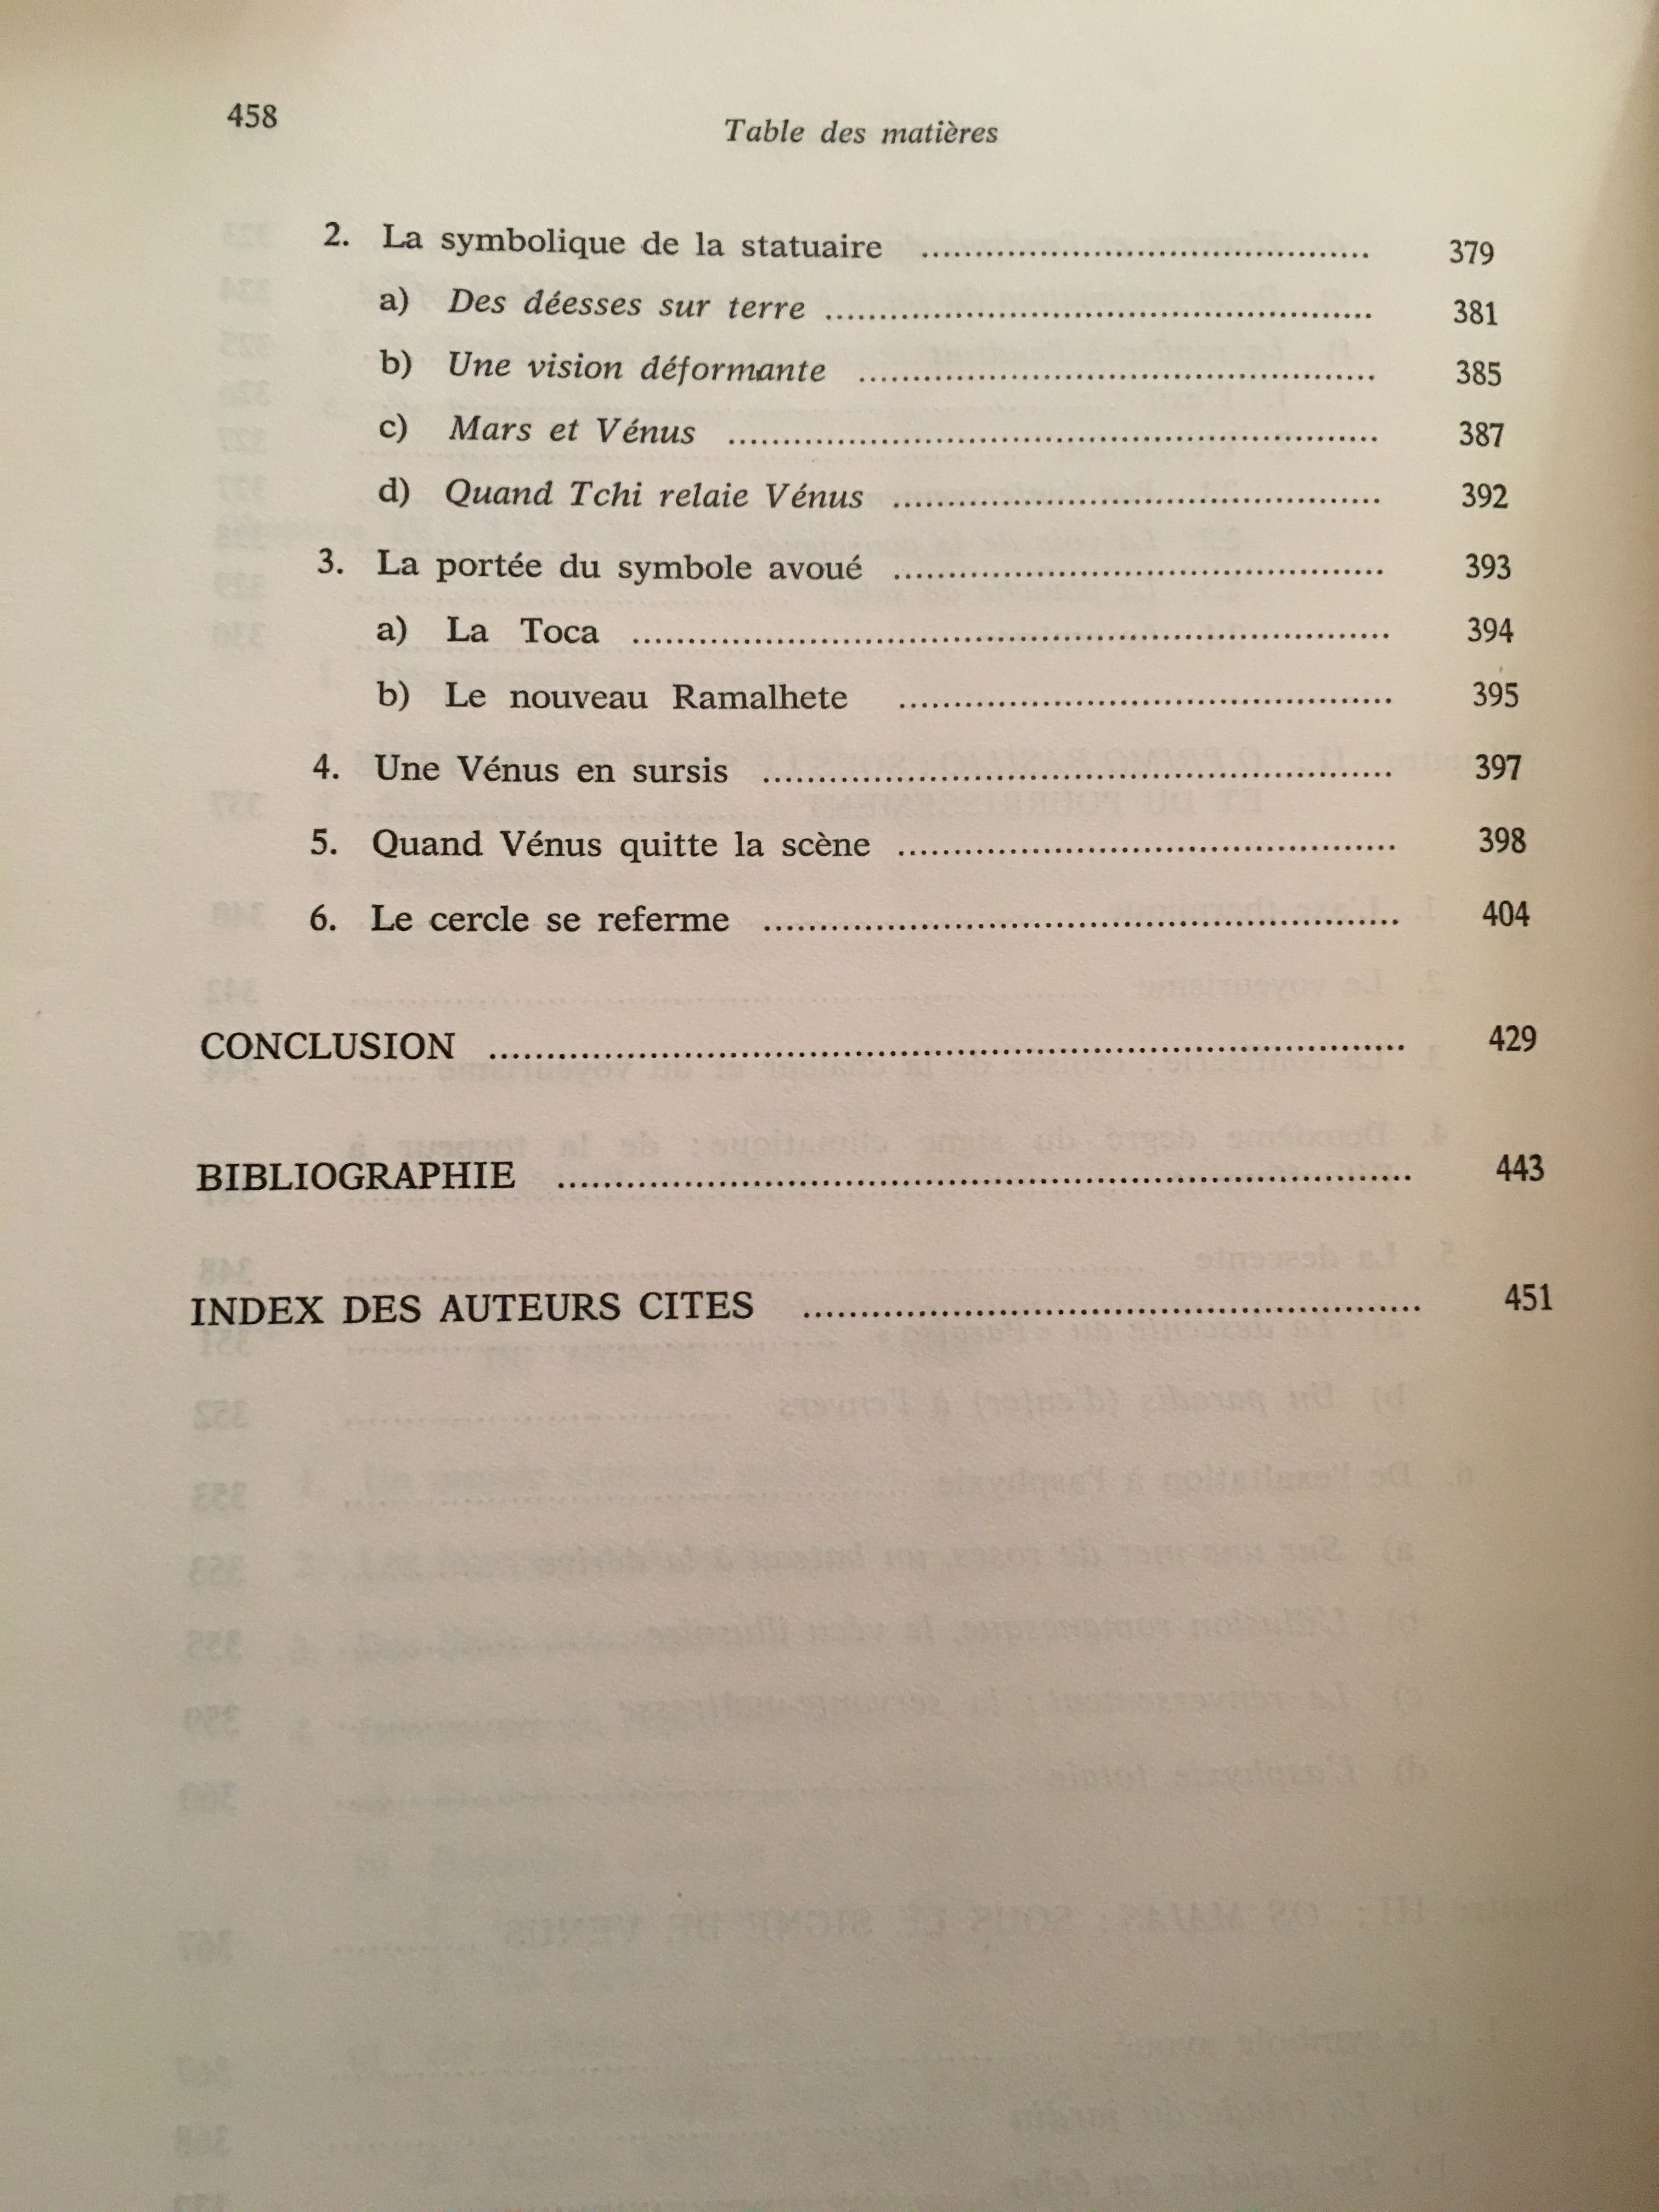 458
Table des matières
2. La symbolique de la statuaire ........................................ 379
a) Des déesses sur terre ........................................ 381
b) Une vision déformante ........................................ 385
c) Mars et Vénus ........................................ 387
d) Quand Tchi relaie Vénus ........................................ 392
3. La portée du symbole avoué ........................................ 393
a) La Toca ........................................ 394
b) Le nouveau Ramalhete ........................................ 395
4. Une Vénus en sursis ........................................ 397
5. Quand Vénus quitte la scène ........................................ 398
6. Le cercle se referme ........................................ 404
CONCLUSION ........................................ 429
BIBLIOGRAPHIE ........................................ 443
INDEX DES AUTEURS CITES ........................................ 451